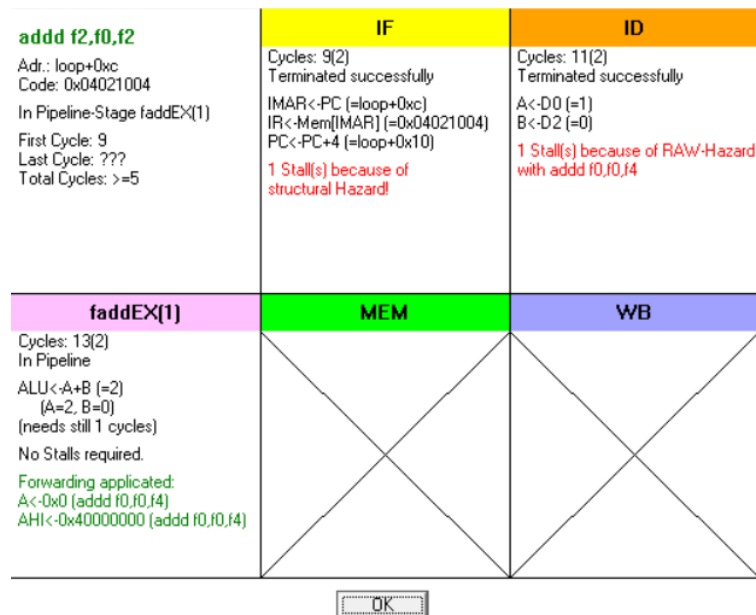 addd f2,f0,f2
Adr.: loop+0xc
Code: 0x04021004
In Pipeline-Stage faddEX(1)
First Cycle: 9
Last Cycle: ???
Total Cycles: >=5
IF
Cycles: 9(2)
Terminated successfully
IMAR<-PC (=loop+0xc)
IR<-Mem[IMAR] (=0x04021004)
PC<-PC+4 (=loop+0x10)
1 Stall(s) because of
structural Hazard!
ID
Cycles: 11(2)
Terminated successfully
A<-D0 (=1)
B<-D2 (=0)
1 Stall(s) because of RAW-Hazard
with addd f0,f0,f4
faddEX(1)
Cycles: 13(2)
In Pipeline
ALU<-A+B (=2)
(A=2, B=0)
(needs still 1 cycles)
No Stalls required.
Forwarding applicated:
A<-0x0 (addd f0,f0,f4)
AHI<-0x40000000 (addd f0,f0,f4)
MEM
WB
OK